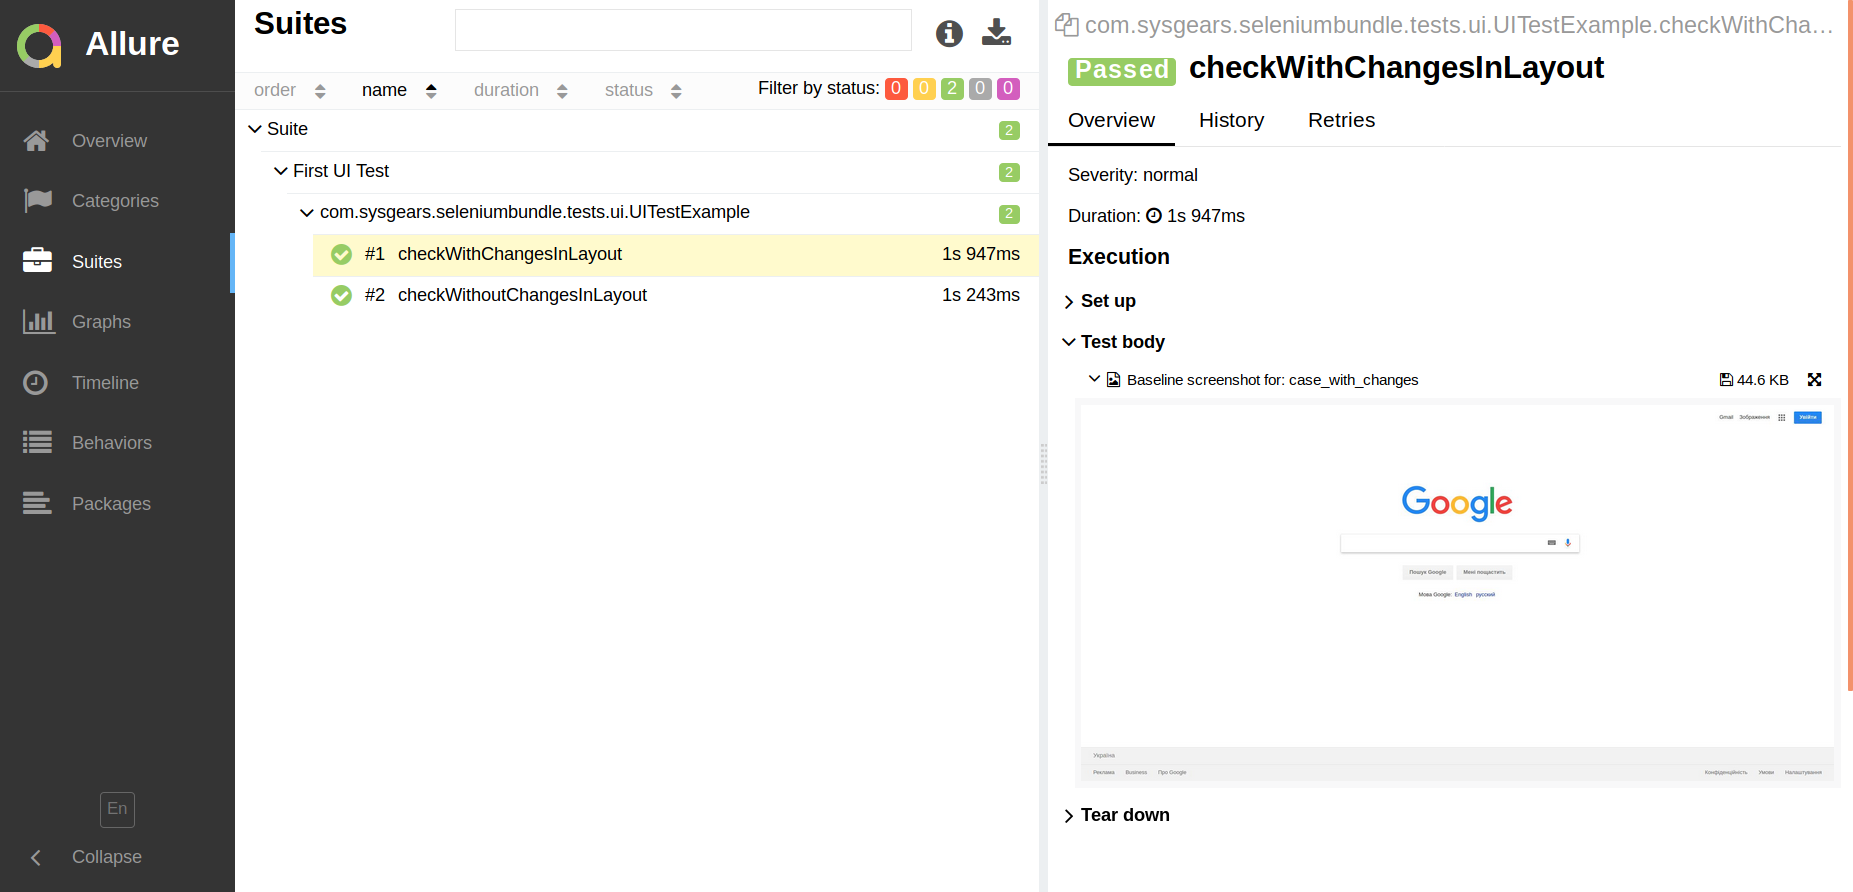 Allure
Overview
Categories
Suites
Graphs
Timeline
Behaviors
Packages
En
Collapse
Suites
order name duration status Filter by status: 0 0 2 0 0
Suite 2
First UI Test 2
com.sysgears.seleniumbundle.tests.ui.UITestExample 2
#1 checkWithChangesInLayout 1s 947ms
#2 checkWithoutChangesInLayout 1s 243ms
com.sysgears.seleniumbundle.tests.ui.UITestExample.checkWithCha…
Passed checkWithChangesInLayout
Overview History Retries
Severity: normal
Duration: 1s 947ms
Execution
Set up
Test body
Baseline screenshot for: case_with_changes 44.6 KB
Gmail Зображення Увійти
Google
Пошук Google Мені пощастить
Мова Google: English русский
Україна
Реклама Business Про Google Конфіденційність Умови Налаштування
Tear down